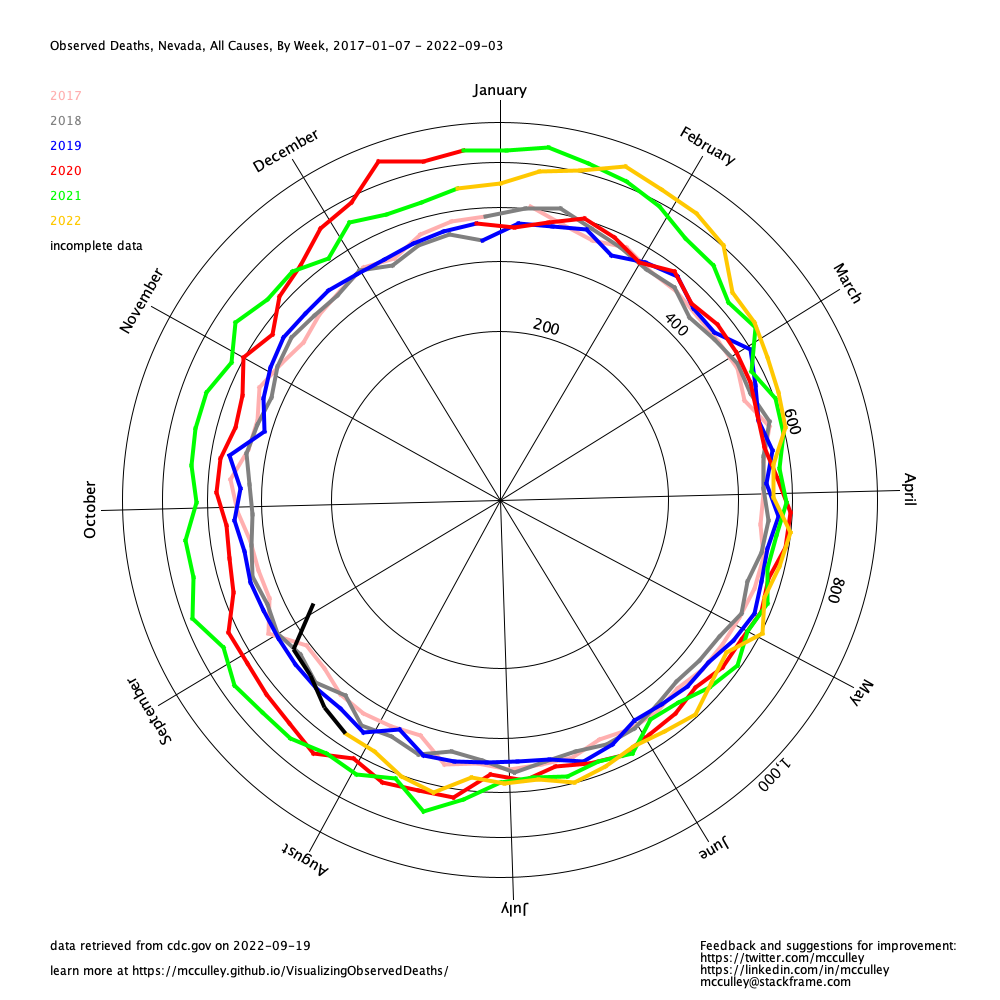 Observed Deaths, Nevada, All Causes, By Week, 2017-01-07 - 2022-09-03
January
2017
2018
2019
2020
2021
2022
incomplete data
December
February
November
March
200
400
600
October
April
800
September
May
1,000
August
June
July
data retrieved from cdc.gov on 2022-09-19
learn more at https://mcculley.github.io/VisualizingObservedDeaths/
Feedback and suggestions for improvement:
https://twitter.com/mcculley
https://linkedin.com/in/mcculley
mcculley@stackframe.com